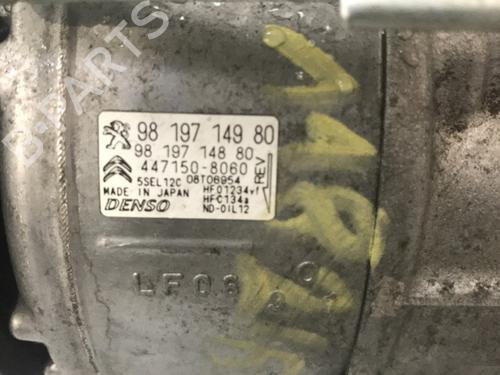 B-PARTS
98 197 149 80
98 197 148 80
447150-8060
5SEL12C 08T06954
MADE IN JAPAN
DENSO
HFO1234yf
HFC134a
ND-OIL12
REV
LF08